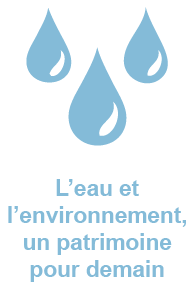 L’eau et
l’environnement,
un patrimoine
pour demain